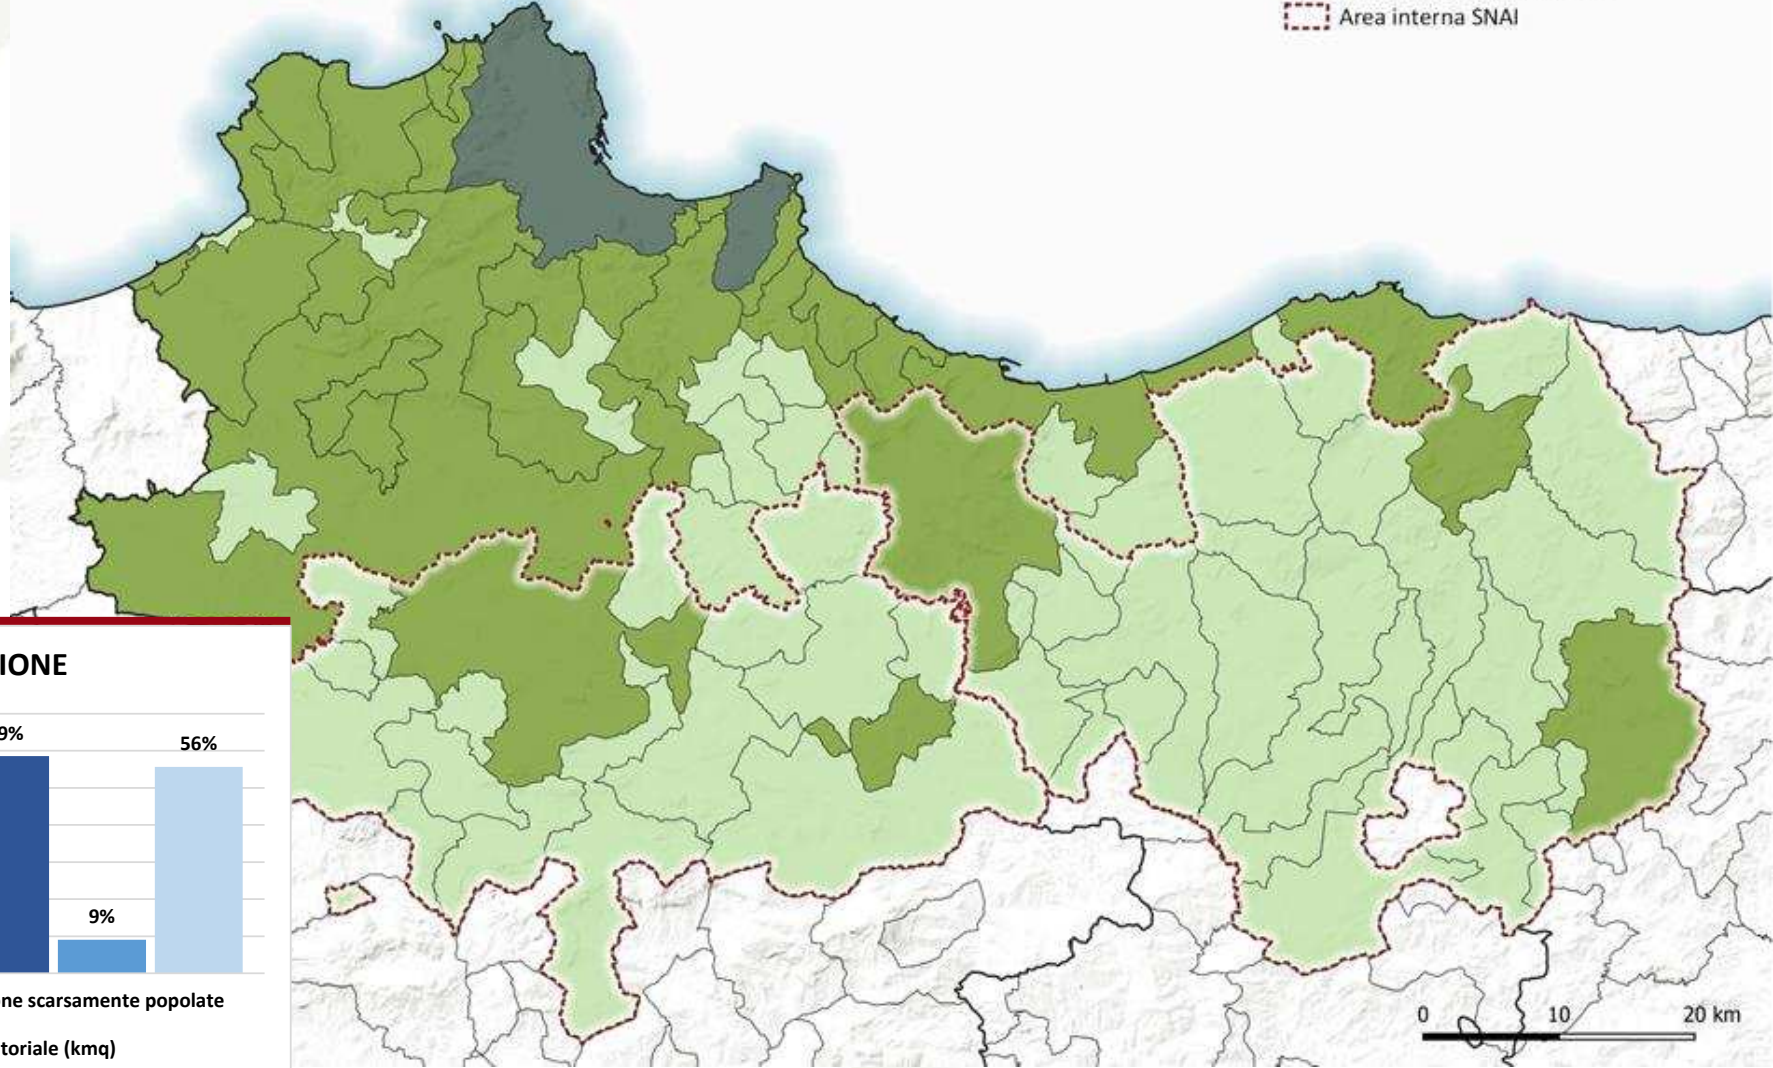 Area interna SNAI
IONE
9%
56%
9%
ne scarsamente popolate
toriale (kmq)
0 10 20 km